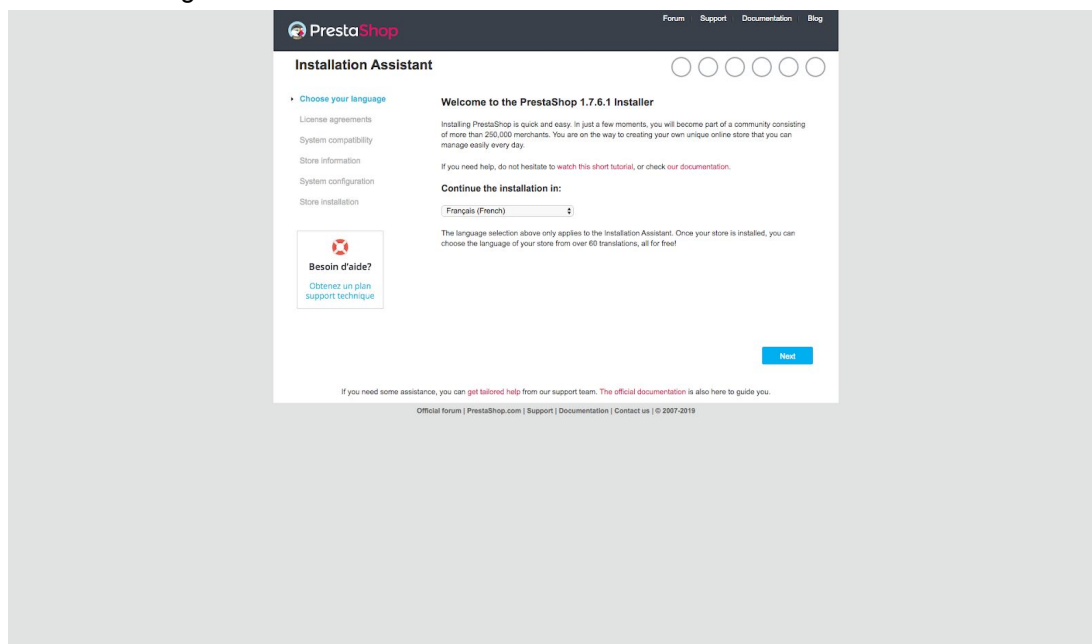 PrestaShop
Forum Support Documentation Blog
Installation Assistant
Choose your language
License agreements
System compatibility
Store information
System configuration
Store installation
Besoin d'aide?
Obtenez un plan
support technique
Welcome to the PrestaShop 1.7.6.1 Installer
Installing PrestaShop is quick and easy. In just a few moments, you will become part of a community consisting
of more than 250,000 merchants. You are on the way to creating your own unique online store that you can
manage easily every day.
If you need help, do not hesitate to watch this short tutorial, or check our documentation.
Continue the installation in:
Français (French)
The language selection above only applies to the Installation Assistant. Once your store is installed, you can
choose the language of your store from over 60 translations, all for free!
Next
If you need some assistance, you can get tailored help from our support team. The official documentation is also here to guide you.
Official forum | PrestaShop.com | Support | Documentation | Contact us | © 2007-2019